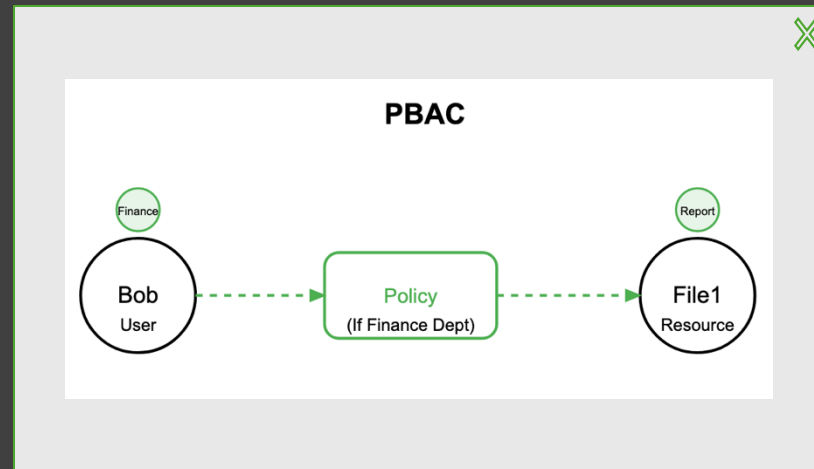 PBAC
Finance
Report
Bob
User
Policy
(If Finance Dept)
File1
Resource